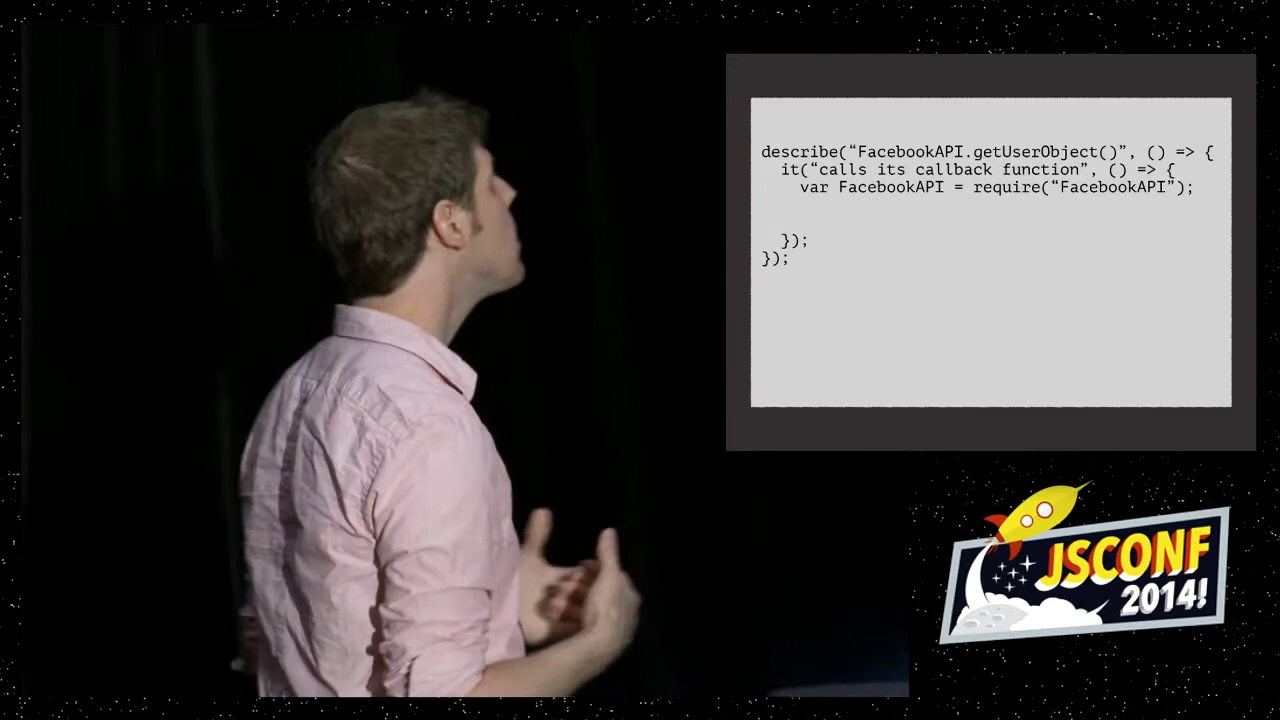 describe(“FacebookAPI.getUserObject()”, () => {
  it(“calls its callback function”, () => {
    var FacebookAPI = require(“FacebookAPI”);
  });
});
JSCONF
2014!